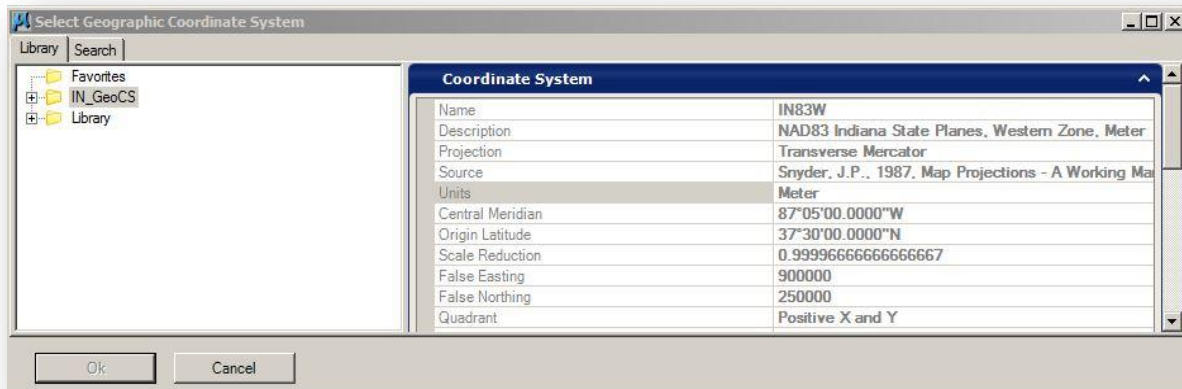 Select Geographic Coordinate System
Library Search
Favorites
IN_GeoCS
Library
Coordinate System
Name IN83W
Description NAD83 Indiana State Planes, Western Zone, Meter
Projection Transverse Mercator
Source Snyder, J.P., 1987, Map Projections - A Working Ma
Units Meter
Central Meridian 87°05'00.0000"W
Origin Latitude 37°30'00.0000"N
Scale Reduction 0.99996666666666667
False Easting 900000
False Northing 250000
Quadrant Positive X and Y
Ok Cancel